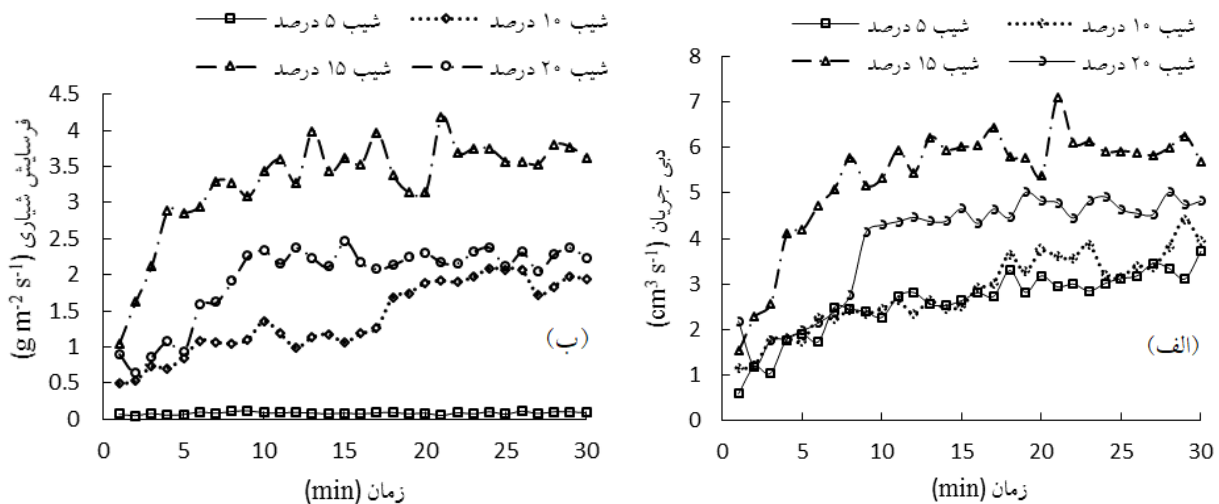 شیب ۵ درصد
شیب ۱۰ درصد
شیب ۱۵ درصد
شیب ۲۰ درصد
دبی جریان (cm³ s⁻¹)
8
7
6
5
4
3
2
1
0
(الف)
0 5 10 15 20 25 30
زمان (min)
شیب ۵ درصد
شیب ۱۰ درصد
شیب ۱۵ درصد
شیب ۲۰ درصد
فرسایش شیاری (g m⁻² s⁻¹)
4.5
4
3.5
3
2.5
2
1.5
1
0.5
0
(ب)
0 5 10 15 20 25 30
زمان (min)